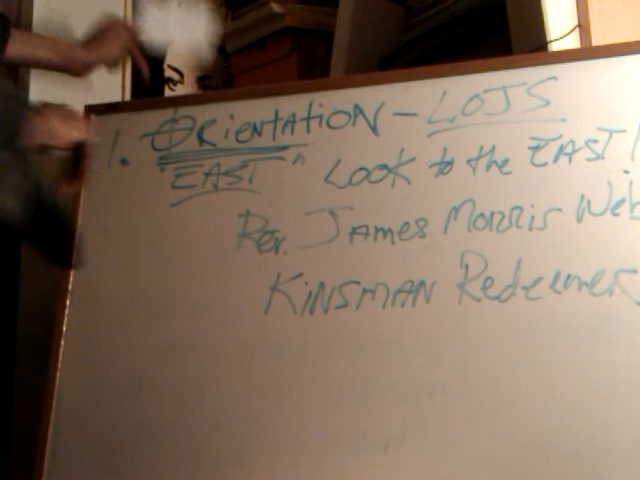 1. ORientATiON - LOJS
"EAST" LOOK to the EAST!
Rev. JAmes Morris Web
KiNSMAN Redeemer